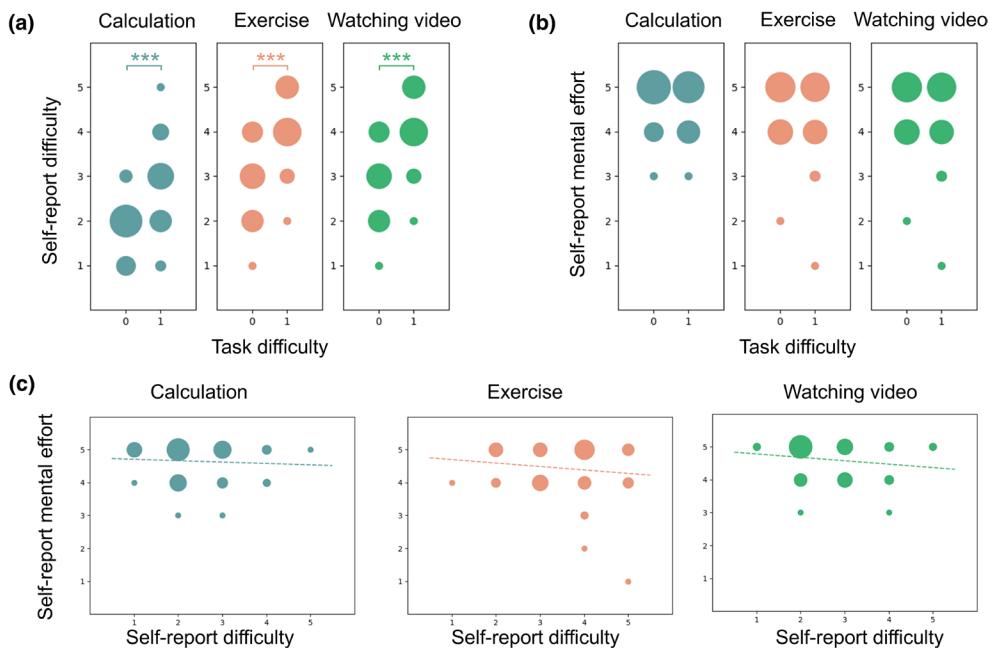 (a)
Calculation
Exercise
Watching video
***
***
***
Self-report difficulty
5
4
3
2
1
5
4
3
2
1
5
4
3
2
1
0
1
0
1
0
1
Task difficulty
(b)
Calculation
Exercise
Watching video
Self-report mental effort
5
4
3
2
1
5
4
3
2
1
5
4
3
2
1
0
1
0
1
0
1
Task difficulty
(c)
Calculation
Exercise
Watching video
Self-report mental effort
5
4
3
2
1
5
4
3
2
1
5
4
3
2
1
1 2 3 4 5
1 2 3 4 5
1 2 3 4 5
Self-report difficulty
Self-report difficulty
Self-report difficulty